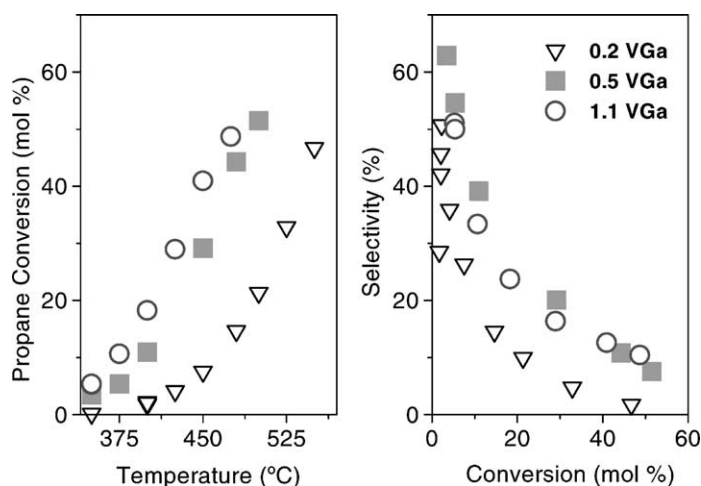 Propane Conversion (mol %)
60
40
20
0
375
450
525
Temperature (ºC)
Selectivity (%)
60
40
20
0
0.2 VGa
0.5 VGa
1.1 VGa
0
20
40
60
Conversion (mol %)